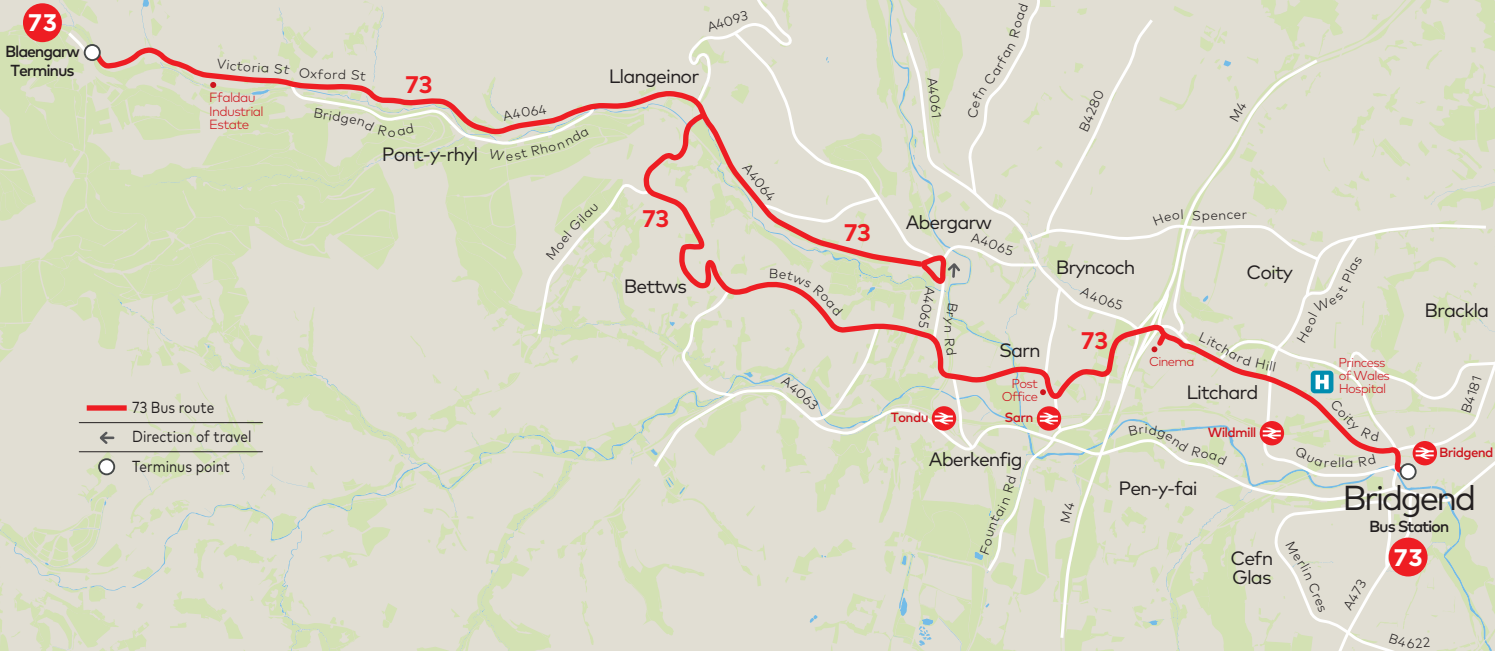 73
Blaengarw
Terminus
Victoria St
Oxford St
73
Ffaldau
Industrial
Estate
Bridgend Road
Pont-y-rhyl
A4064
West Rhonnda
Llangeinor
A4093
A4064
73
Moel Gilau
Bettws
Betws Road
73
Abergarw
A4061
Cefn Carfan Road
B4280
M4
A4065
A4065
Bryn Rd
Bryncoch
A4065
Heol Spencer
Coity
Heol West Plas
Brackla
Sarn
Post
Office
73
Cinema
Litchard Hill
Litchard
Princess
of Wales
Hospital
H
B4181
Coity Rd
A4063
Tondu
Sarn
Aberkenfig
Bridgend Road
Wildmill
Quarella Rd
Bridgend
Pen-y-fai
Fountain Rd
M4
Bridgend
Bus Station
73
Cefn
Glas
Merlin Cres
A473
B4622
73 Bus route
Direction of travel
Terminus point